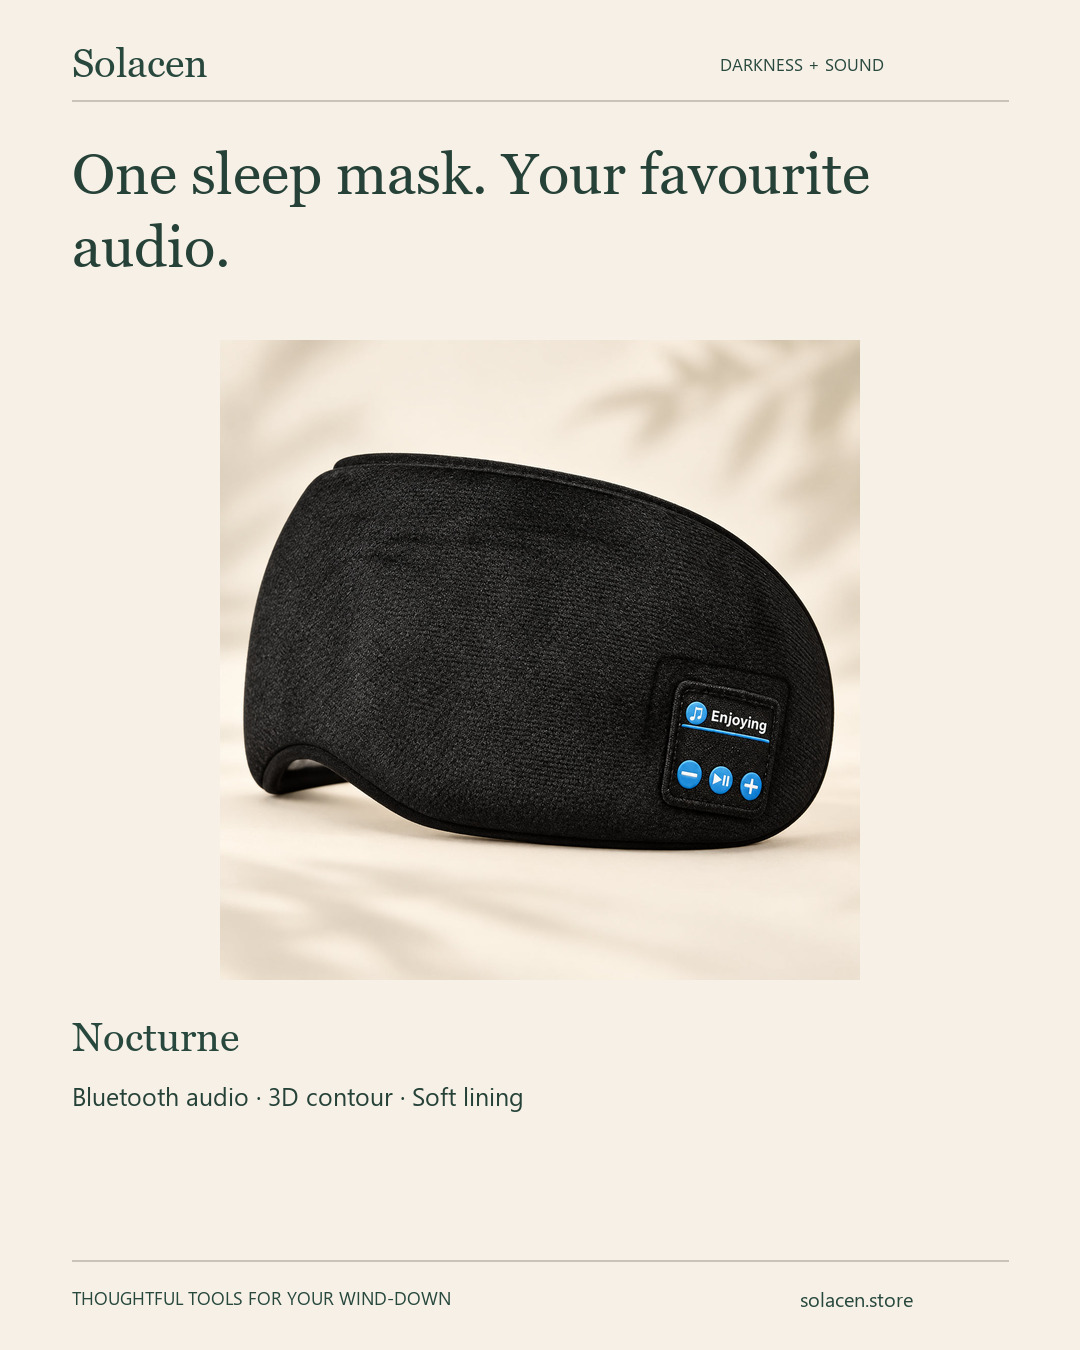 Solacen
DARKNESS + SOUND
One sleep mask. Your favourite
audio.
Enjoying
Nocturne
Bluetooth audio · 3D contour · Soft lining
THOUGHTFUL TOOLS FOR YOUR WIND-DOWN
solacen.store